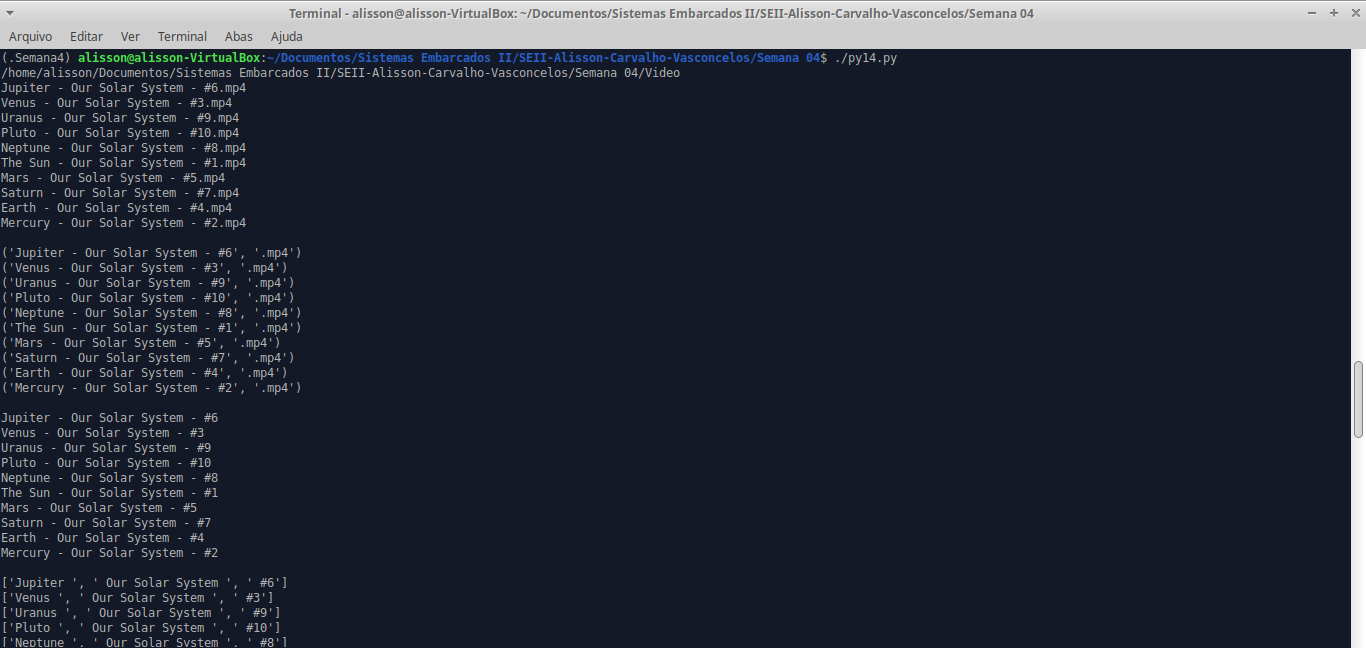 Terminal - alisson@alisson-VirtualBox: ~/Documentos/Sistemas Embarcados II/SEII-Alisson-Carvalho-Vasconcelos/Semana 04
Arquivo Editar Ver Terminal Abas Ajuda
(.Semana4) alisson@alisson-VirtualBox:~/Documentos/Sistemas Embarcados II/SEII-Alisson-Carvalho-Vasconcelos/Semana 04$ ./py14.py
/home/alisson/Documentos/Sistemas Embarcados II/SEII-Alisson-Carvalho-Vasconcelos/Semana 04/Video
Jupiter - Our Solar System - #6.mp4
Venus - Our Solar System - #3.mp4
Uranus - Our Solar System - #9.mp4
Pluto - Our Solar System - #10.mp4
Neptune - Our Solar System - #8.mp4
The Sun - Our Solar System - #1.mp4
Mars - Our Solar System - #5.mp4
Saturn - Our Solar System - #7.mp4
Earth - Our Solar System - #4.mp4
Mercury - Our Solar System - #2.mp4
('Jupiter - Our Solar System - #6', '.mp4')
('Venus - Our Solar System - #3', '.mp4')
('Uranus - Our Solar System - #9', '.mp4')
('Pluto - Our Solar System - #10', '.mp4')
('Neptune - Our Solar System - #8', '.mp4')
('The Sun - Our Solar System - #1', '.mp4')
('Mars - Our Solar System - #5', '.mp4')
('Saturn - Our Solar System - #7', '.mp4')
('Earth - Our Solar System - #4', '.mp4')
('Mercury - Our Solar System - #2', '.mp4')
Jupiter - Our Solar System - #6
Venus - Our Solar System - #3
Uranus - Our Solar System - #9
Pluto - Our Solar System - #10
Neptune - Our Solar System - #8
The Sun - Our Solar System - #1
Mars - Our Solar System - #5
Saturn - Our Solar System - #7
Earth - Our Solar System - #4
Mercury - Our Solar System - #2
['Jupiter ', ' Our Solar System ', ' #6']
['Venus ', ' Our Solar System ', ' #3']
['Uranus ', ' Our Solar System ', ' #9']
['Pluto ', ' Our Solar System ', ' #10']
['Neptune ', ' Our Solar System ', ' #8']